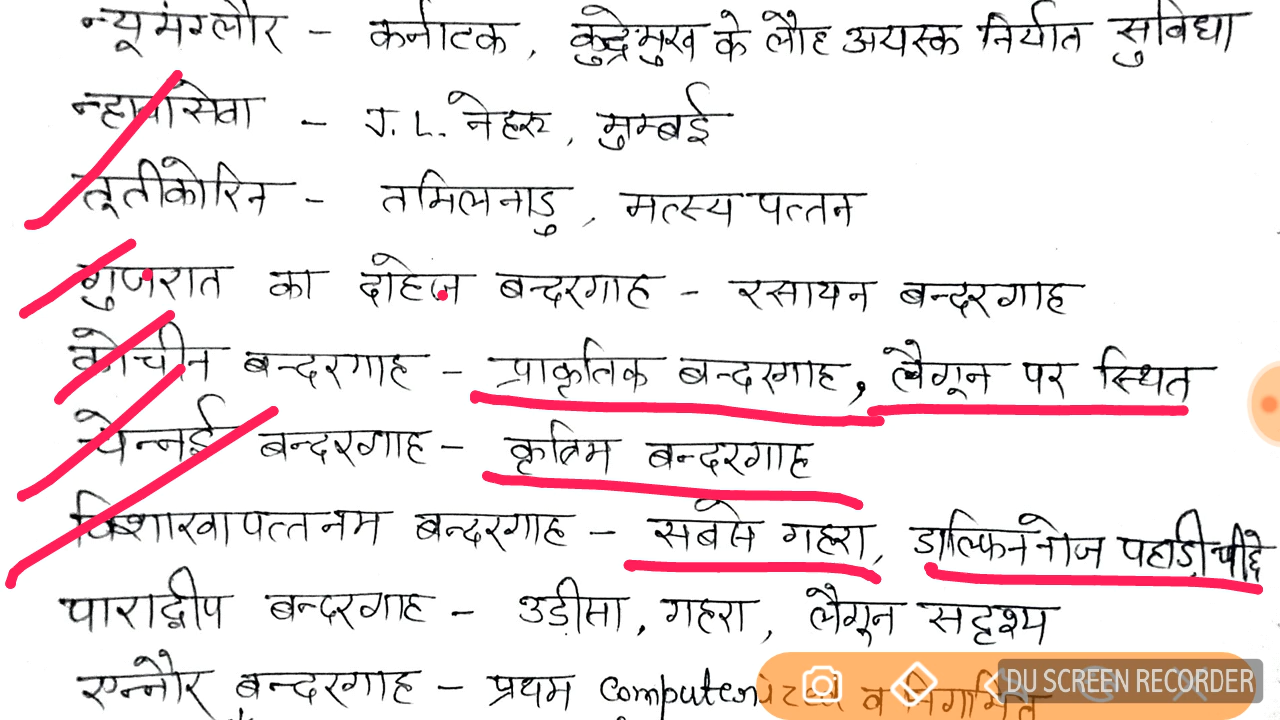 न्यू मंगलौर - कर्नाटक, कुद्रेमुख के लौह अयस्क निर्यात सुविधा
न्हावासेवा - J. L. नेहरू, मुम्बई
तूतीकोरिन - तमिलनाडु, मत्स्य पत्तन
गुजरात का दाहेज बन्दरगाह - रसायन बन्दरगाह
कोचीन बन्दरगाह - प्राकृतिक बन्दरगाह, लैगून पर स्थित
चेन्नई बन्दरगाह - कृत्रिम बन्दरगाह
विशाखापत्तनम बन्दरगाह - सबसे गहरा, डाल्फिन नोज पहाड़ी पीछे
पाराद्वीप बन्दरगाह - उड़ीसा, गहरा, लैगून सदृश्य
एन्नौर बन्दरगाह - प्रथम Computerized व निगमित
DU SCREEN RECORDER